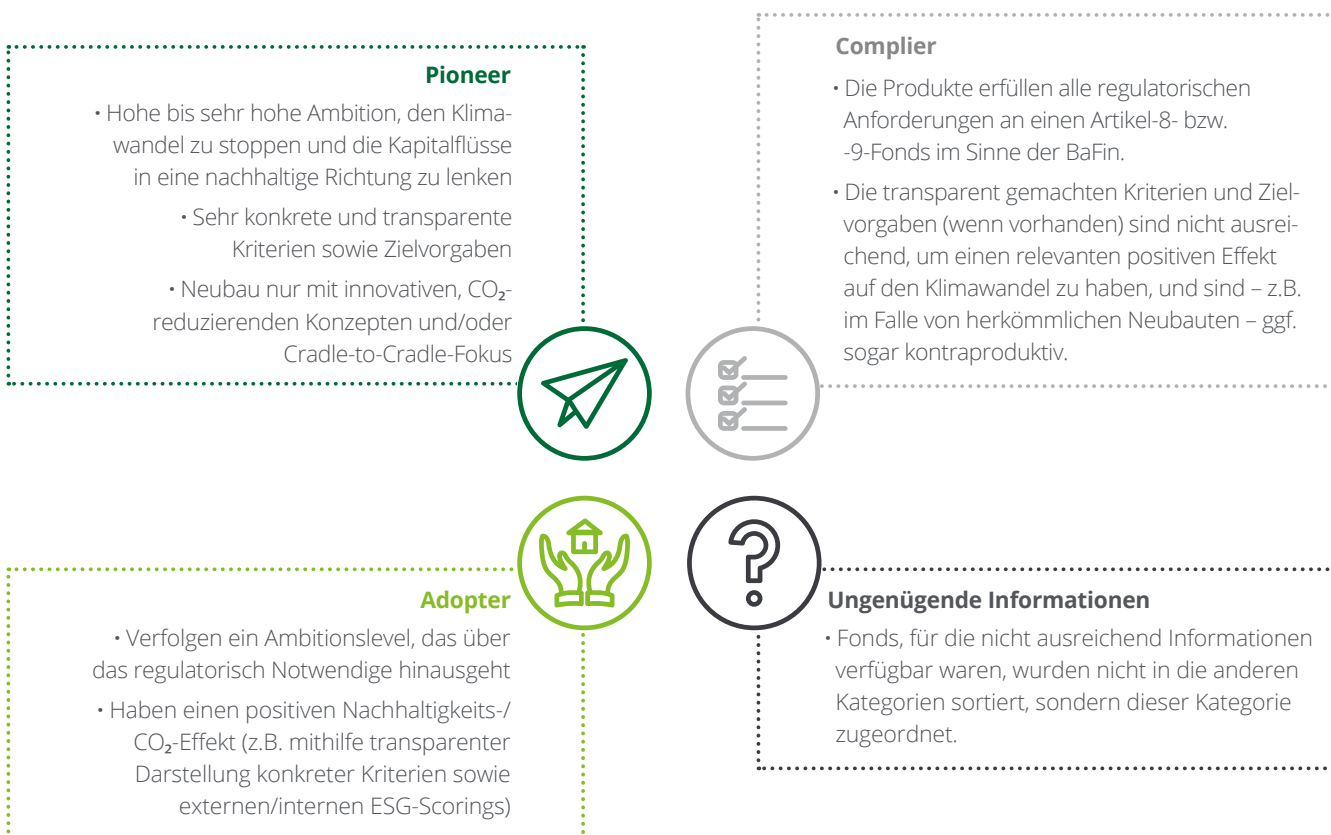 Pioneer
• Hohe bis sehr hohe Ambition, den Klima-
wandel zu stoppen und die Kapitalflüsse
in eine nachhaltige Richtung zu lenken
• Sehr konkrete und transparente
Kriterien sowie Zielvorgaben
• Neubau nur mit innovativen, CO₂-
reduzierenden Konzepten und/oder
Cradle-to-Cradle-Fokus
Complier
• Die Produkte erfüllen alle regulatorischen
Anforderungen an einen Artikel-8- bzw.
-9-Fonds im Sinne der BaFin.
• Die transparent gemachten Kriterien und Ziel-
vorgaben (wenn vorhanden) sind nicht ausrei-
chend, um einen relevanten positiven Effekt
auf den Klimawandel zu haben, und sind – z.B.
im Falle von herkömmlichen Neubauten – ggf.
sogar kontraproduktiv.
Adopter
• Verfolgen ein Ambitionslevel, das über
das regulatorisch Notwendige hinausgeht
• Haben einen positiven Nachhaltigkeits-/
CO₂-Effekt (z.B. mithilfe transparenter
Darstellung konkreter Kriterien sowie
externen/internen ESG-Scorings)
Ungenügende Informationen
• Fonds, für die nicht ausreichend Informationen
verfügbar waren, wurden nicht in die anderen
Kategorien sortiert, sondern dieser Kategorie
zugeordnet.